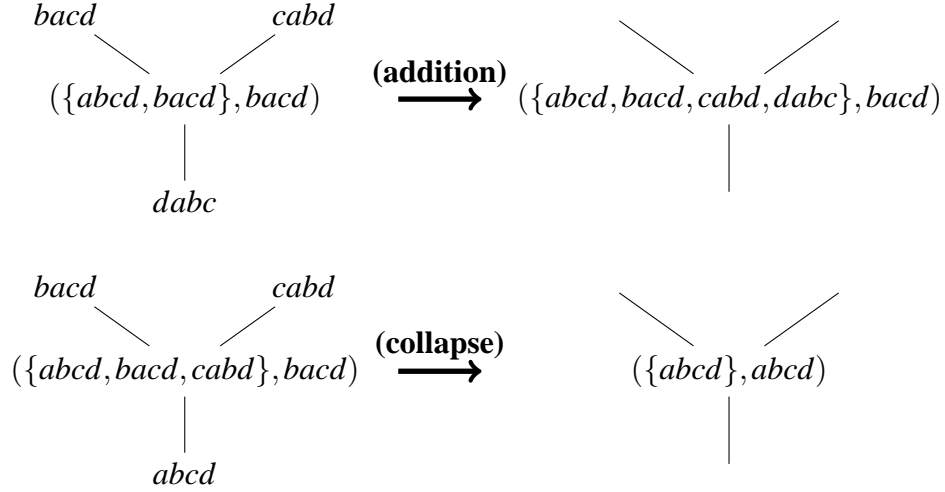 bacd cabd
({abcd, bacd}, bacd) (addition) ({abcd, bacd, cabd, dabc}, bacd)
dabc
bacd cabd
({abcd, bacd, cabd}, bacd) (collapse) ({abcd}, abcd)
abcd